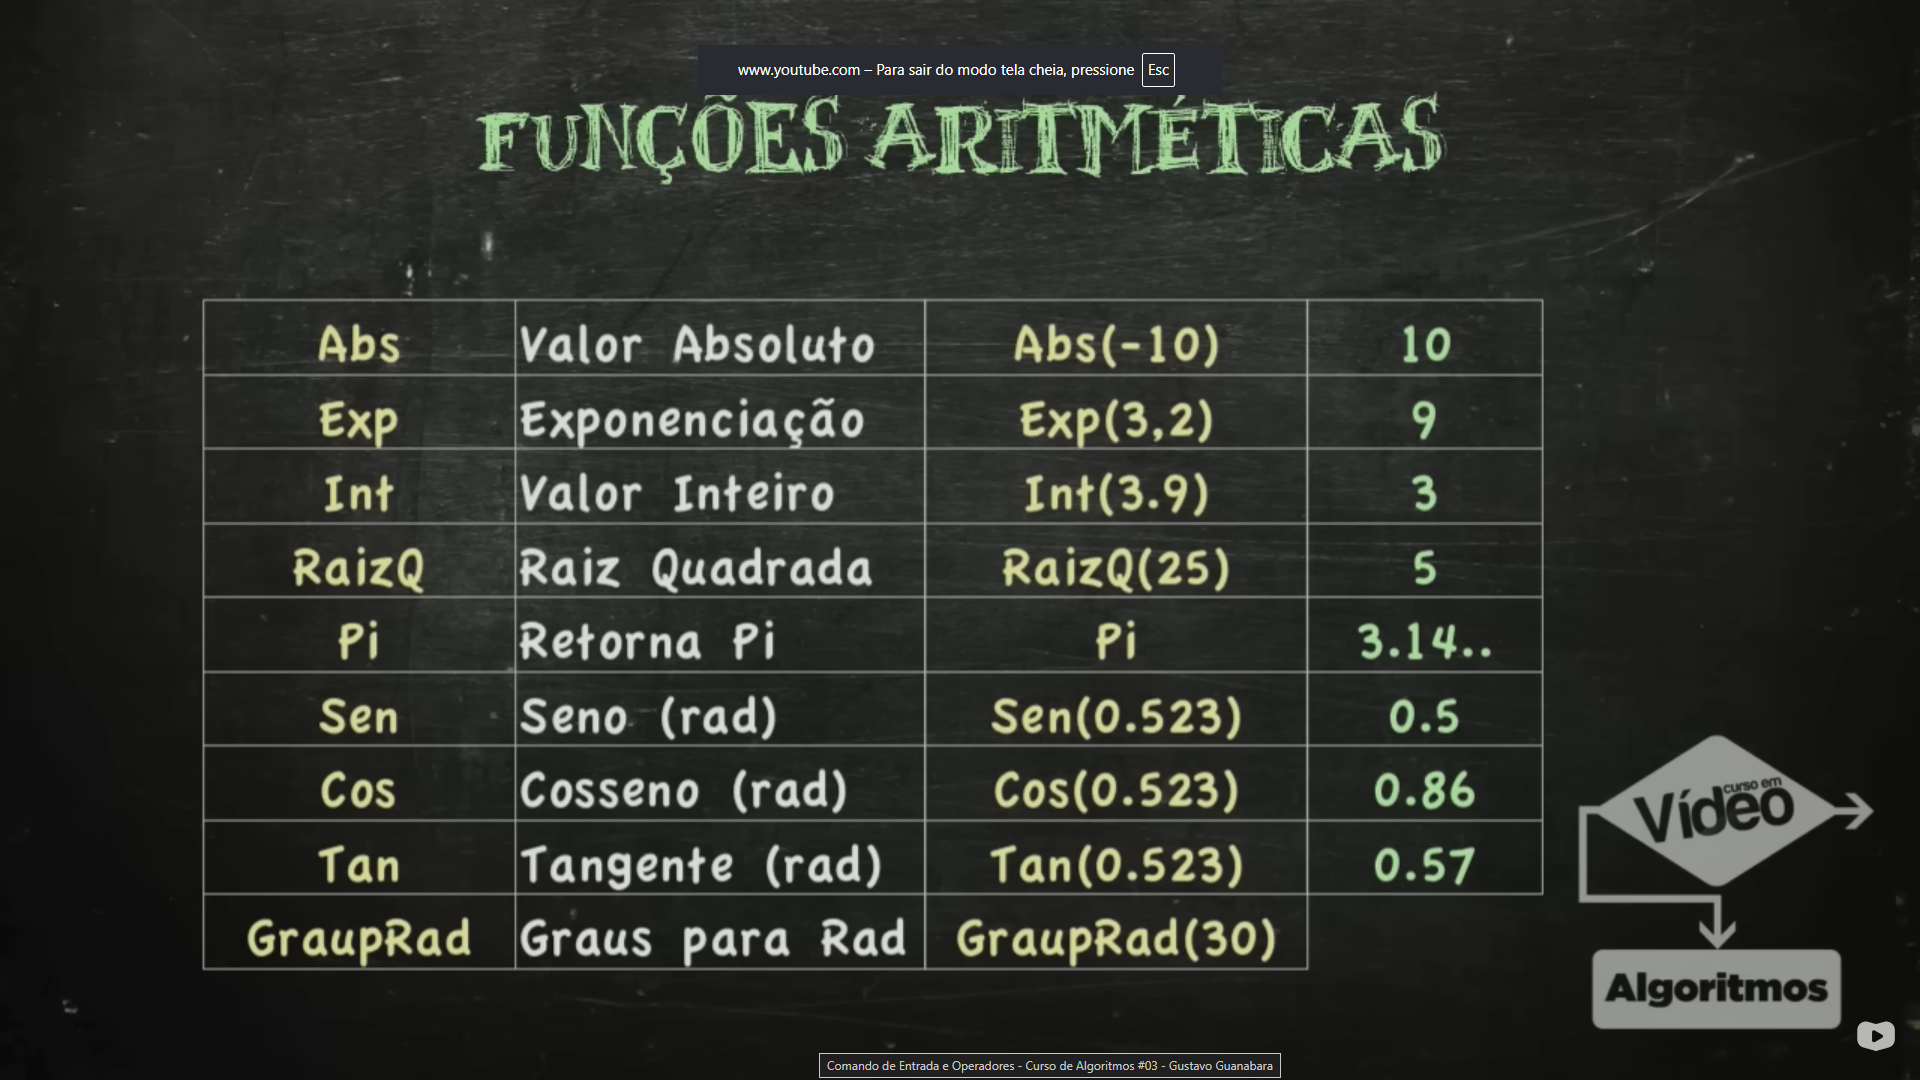 www.youtube.com – Para sair do modo tela cheia, pressione Esc
FUNÇÕES ARITMÉTICAS
Abs Valor Absoluto Abs(-10) 10
Exp Exponenciação Exp(3,2) 9
Int Valor Inteiro Int(3.9) 3
RaizQ Raiz Quadrada RaizQ(25) 5
Pi Retorna Pi Pi 3.14..
Sen Seno (rad) Sen(0.523) 0.5
Cos Cosseno (rad) Cos(0.523) 0.86
Tan Tangente (rad) Tan(0.523) 0.57
GraupRad Graus para Rad GraupRad(30)
curso em
Vídeo
Algoritmos
Comando de Entrada e Operadores - Curso de Algoritmos #03 - Gustavo Guanabara